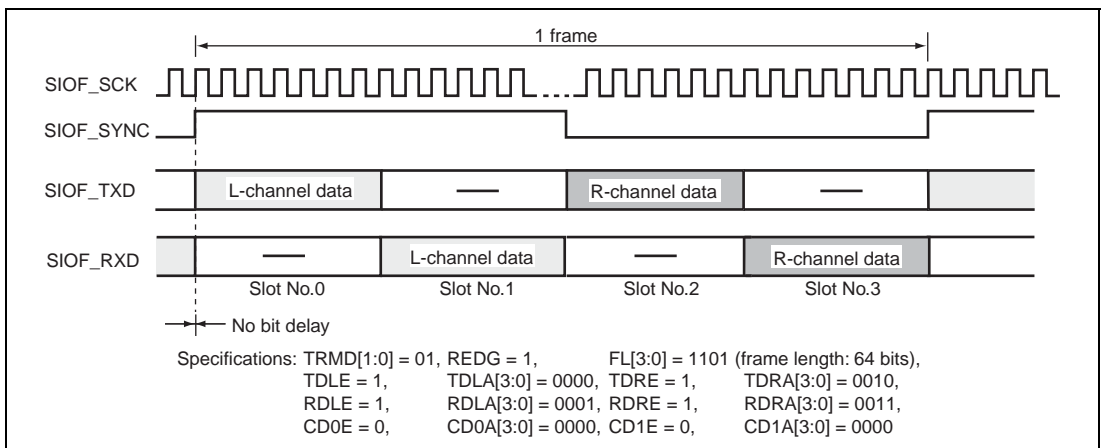 1 frame
SIOF_SCK
SIOF_SYNC
SIOF_TXD L-channel data — R-channel data —
SIOF_RXD — L-channel data — R-channel data
Slot No.0 Slot No.1 Slot No.2 Slot No.3
No bit delay
Specifications: TRMD[1:0] = 01, REDG = 1, FL[3:0] = 1101 (frame length: 64 bits),
TDLE = 1, TDLA[3:0] = 0000, TDRE = 1, TDRA[3:0] = 0010,
RDLE = 1, RDLA[3:0] = 0001, RDRE = 1, RDRA[3:0] = 0011,
CD0E = 0, CD0A[3:0] = 0000, CD1E = 0, CD1A[3:0] = 0000